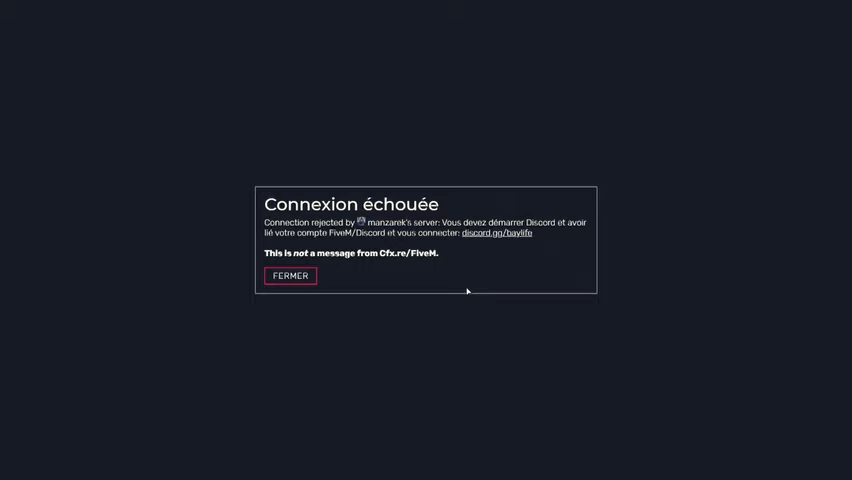 Connexion échouée
Connection rejected by manzarek's server: Vous devez démarrer Discord et avoir
lié votre compte FiveM/Discord et vous connecter: discord.gg/baylife
This is not a message from Cfx.re/FiveM.
FERMER